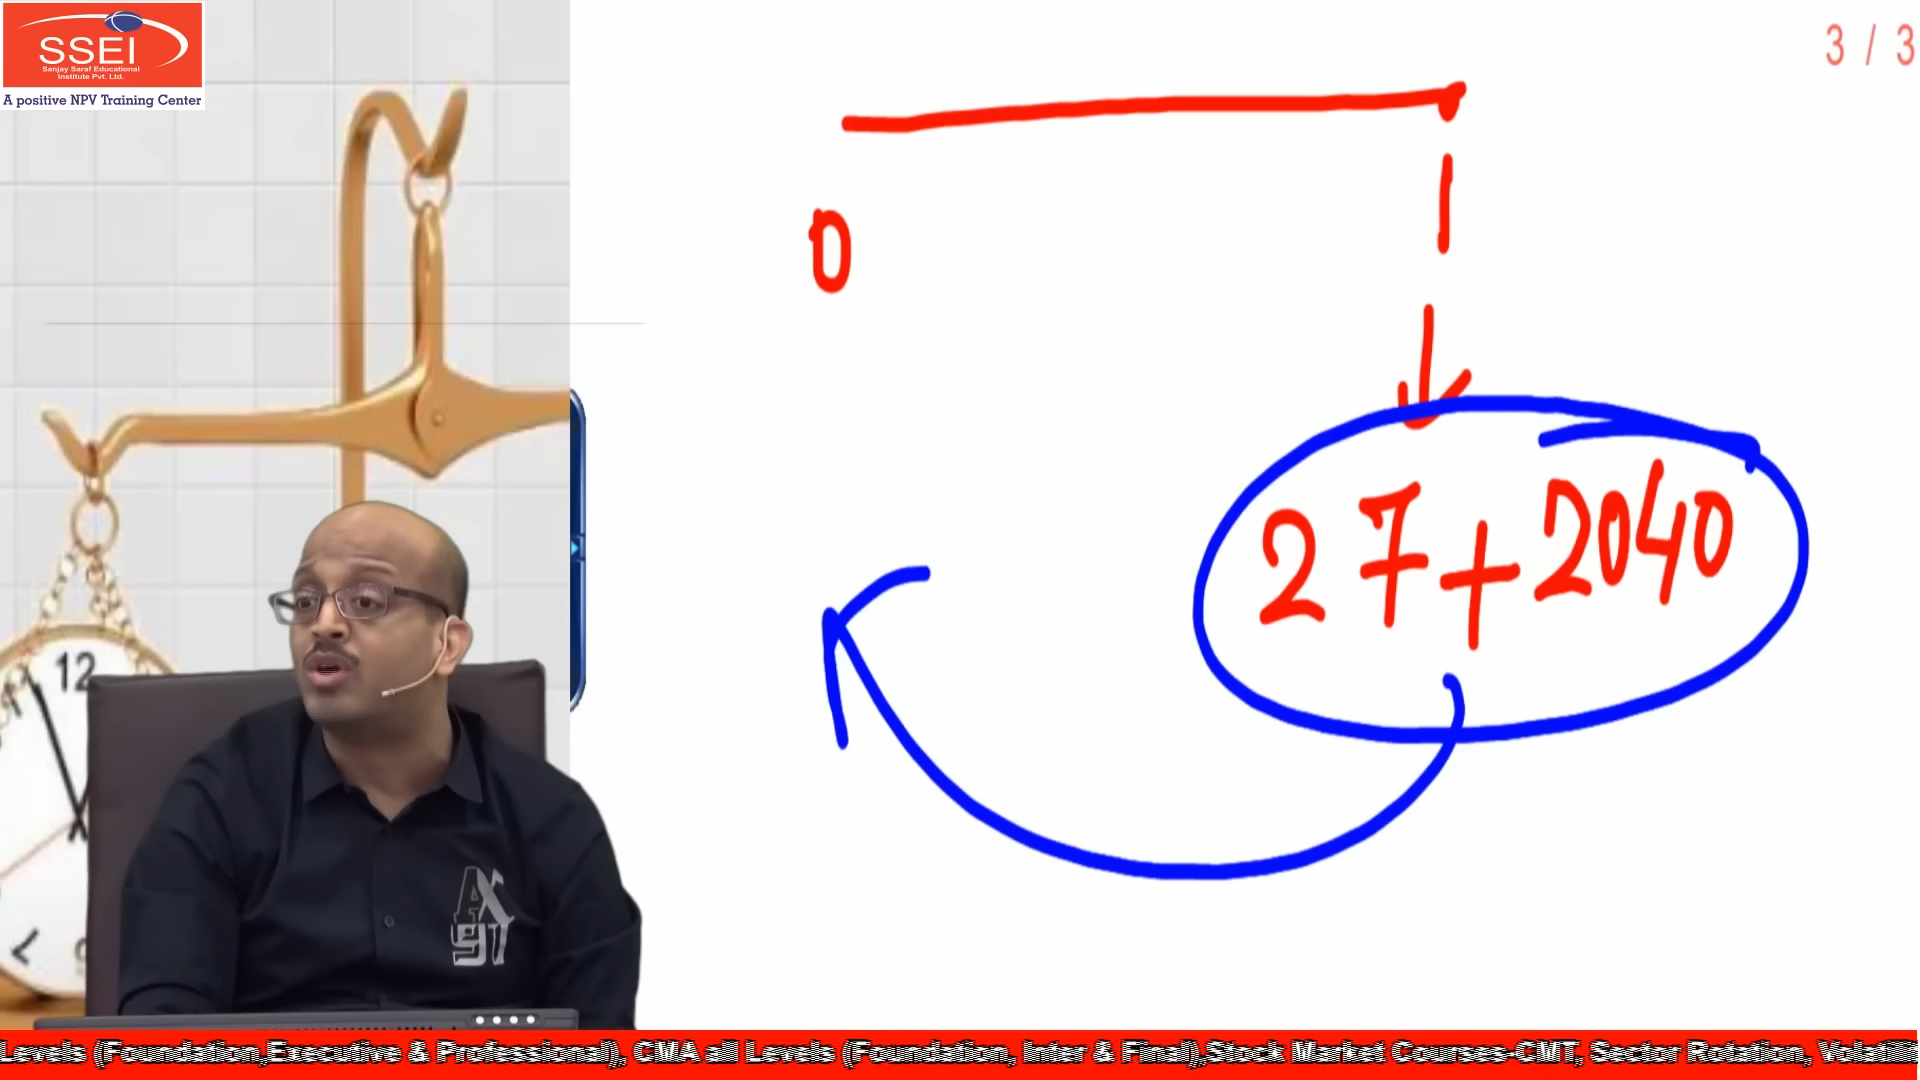 SSEI
Sanjay Saraf Educational
Institute Pvt. Ltd.
A positive NPV Training Center
3 / 3
0
1
27+2040
12
Levels (Foundation,Executive & Professional), CMA all Levels (Foundation, Inter & Final),Stock Market Courses-CMT, Sector Rotation,